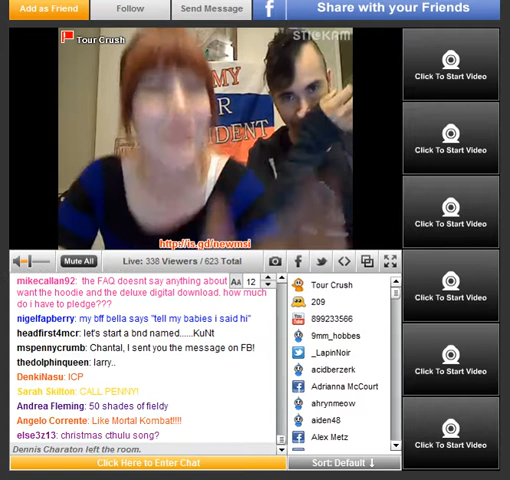 Add as Friend
Follow
Send Message
f
Share with your Friends
Tour Crush
STICKAM
MY
R
IDENT
http://is.gd/newmsi
Click To Start Video
Click To Start Video
Click To Start Video
Click To Start Video
Click To Start Video
Click To Start Video
Mute All
Live: 338 Viewers / 623 Total
mikecallan92: the FAQ doesnt say anything about
want the hoodie and the deluxe digital download. how much
do i have to pledge???
AA 12
nigelfapberry: my bff bella says "tell my babies i said hi"
headfirst4mcr: let's start a bnd named.....KuNt
mspennycrumb: Chantal, I sent you the message on FB!
thedolphinqueen: larry..
DenkiNasu: ICP
Sarah Skilton: CALL PENNY!
Andrea Fleming: 50 shades of fieldy
Angelo Corrente: Like Mortal Kombat!!!!
else3z13: christmas cthulu song?
Dennis Charaton left the room.
Click Here to Enter Chat
Tour Crush
209
899233566
9mm_hobbes
_LapinNoir
acidberzerk
Adrianna McCourt
ahrynmeow
aiden48
Alex Metz
Sort: Default ↓